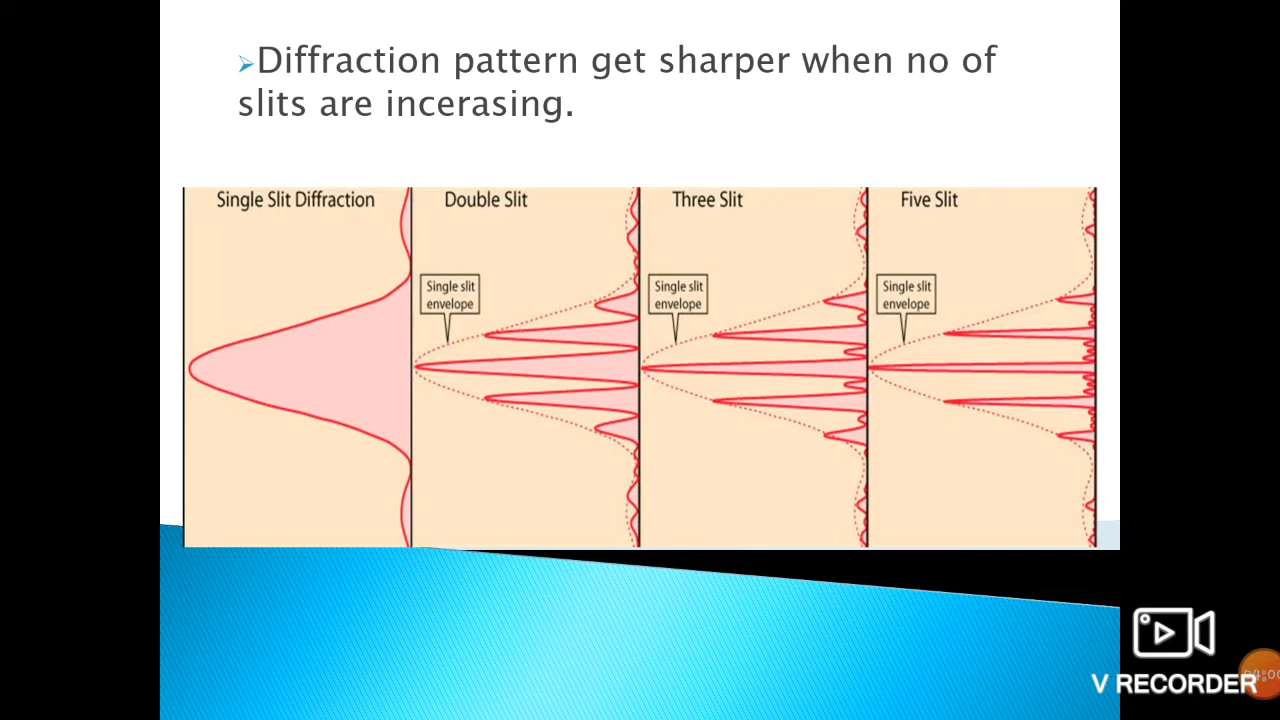 ➢Diffraction pattern get sharper when no of
slits are incerasing.
Single Slit Diffraction
Double Slit
Three Slit
Five Slit
Single slit
envelope
Single slit
envelope
Single slit
envelope
V RECORDER